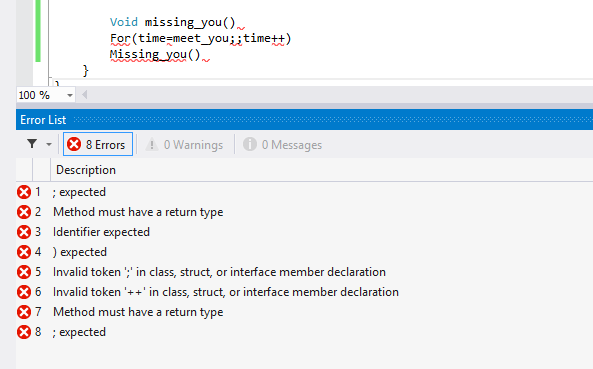 Void missing_you()
For(time=meet_you;;time++)
Missing_you()
}
}
100 %
Error List
8 Errors
0 Warnings
0 Messages
Description
1 ; expected
2 Method must have a return type
3 Identifier expected
4 ) expected
5 Invalid token ';' in class, struct, or interface member declaration
6 Invalid token '++' in class, struct, or interface member declaration
7 Method must have a return type
8 ; expected